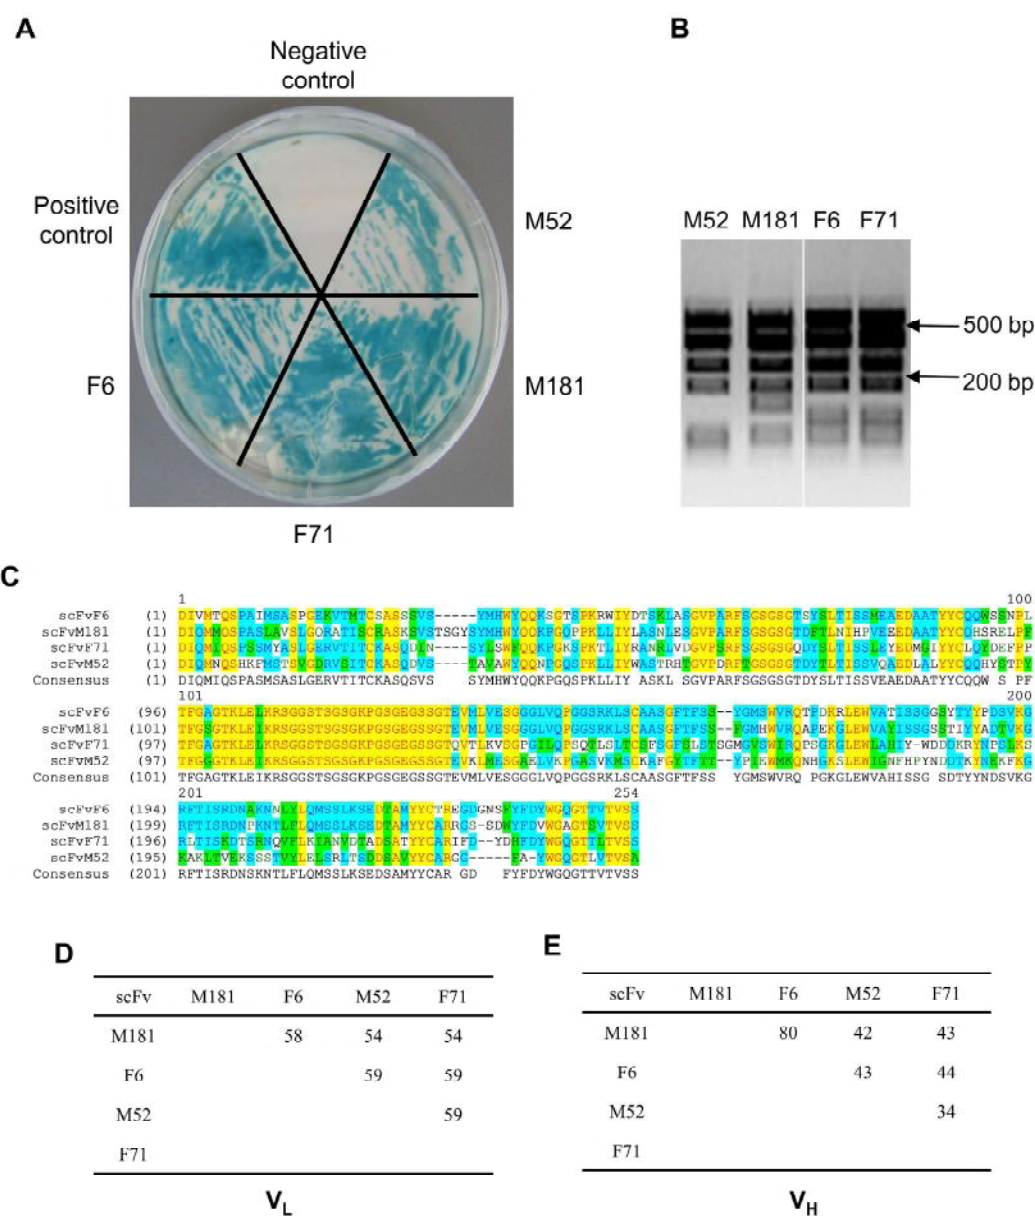 A
Negative
control
Positive
control
M52
F6
M181
F71
B
M52 M181 F6 F71
500 bp
200 bp
C
1 100
scFvF6 (1) DIVMTQSPAIMSASPGEKVTMTCSASSSVS-----YMHWYQQKSGTSPKRWIYDTSKLASGVPARFSGSGSGTSYSLTISSMEAEDAATYYCQQWSSNPL
scFvM181 (1) DIQMMQSPASLAVSLGQRATISCRASKSVSTSGYSYMHWYQQKPGQPPKLLIYLASNLESGVPARFSGSGSGTDFTLNIHPVEEEDAATYYCQHSRELPE
scFvF71 (1) DIQMIQSPSSMYASLGERVTITCKASQDIN-----SYLSWFQQKPGKSPKTLIYRANRLVDGVPSRFSGSGSGQDYSLTISSLEYEDMGIYYCLQYDEFPP
scFvM52 (1) DIQMNQSHKFMSTSVGDRVSITCKASQDVS-----TAVAWYQQNPGQSPKLLIYWASTRHTGVPDRFTGSGSGTDYTLTISSVQAEDLALYYCQQHYSTPY
Consensus (1) DIQMIQSPASMSASLGERVTITCKASQSVS SYMHWYQQKPGQSPKLLIY ASKL SGVPARFSGSGSGTDYSLTISSVEAEDAATYYCQQW S PF
101 200
scFvF6 (96) TFGAGTKLELKRSGGSTSGSGKPGSGEGSSGTEVMLVESGGGLVQPGGSRKLSCAASGFTFSS--YGMSWVRQTPDKRLEWVATISSGGSYTYYPDSVKG
scFvM181 (101) TFGSGTKLEIKRSGGSTSGSGKPGSGEGSSGTEVMLVESGGGLVQPGGSRKLSCAASGFTFSS--FGMHWIRQAPEKGLEWVAYISSGSSTIYYADTVKG
scFvF71 (97) TFGAGTKLEIKRSGGSTSGSGKPGSGEGSSGTQVTLKVSGPGILQPSQTLSLTCSFSGFSLSTSGMGVSWIRQPSGKGLEWLAHIY-WDDDKRYNPSLKS
scFvM52 (97) TFGGGTKLEIKRSGGSTSGSGKPGSGEGSSGTEVKLMESGAELVKPGASVKMSCKAFGYTFTT--YPIKWMKQNHGKSLEWIGNFHPYNDDTKYNEKFKG
Consensus (101) TFGAGTKLEIKRSGGSTSGSGKPGSGEGSSGTEVMLVESGGGLVQPGGSRKLSCAASGFTFSS YGMSWVRQ PGKGLEWVAHISSG SDTYYNDSVKFG
201 254
scFvF6 (194) RFTISRDNAKNNLYLQMSSLKSEDTAMYYCTREGDGNSFYFDYWGQGTTVTVSS
scFvM181 (199) RFTISRDNPKNTLFLQMSSLKSEDTAMYYCARRGS-SDWYFDVWGAGTSVTVSS
scFvF71 (196) RLTISKDTSRNQVFLKIANVDTADSATYYCARIFD--YDHFDYWGQGTTLTVSS
scFvM52 (195) KAKLTVEKSSSTVYLELSRLTSDDSAVYYCARGG-----FA-YWGQGTLVTVSA
Consensus (201) RFTISRDNSKNTLFLQMSSLKSEDSAMYYCAR GD FYFDYWGQGTTVTVSS
D
scFv M181 F6 M52 F71
M181 58 54 54
F6 59 59
M52 59
F71
VL
E
scFv M181 F6 M52 F71
M181 80 42 43
F6 43 44
M52 34
F71
VH